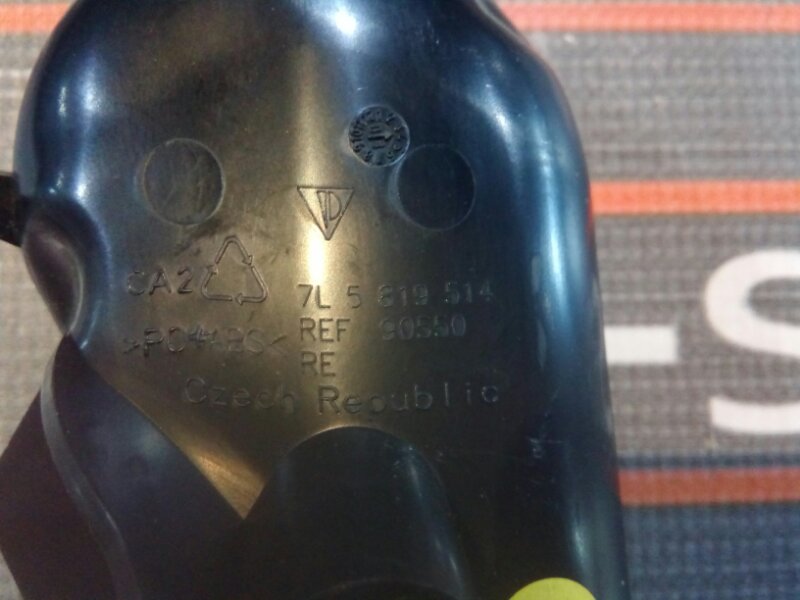 CA2
7L 5 819 514
>PC+ABS<
REF 90550
RE
Czech Republic
-S